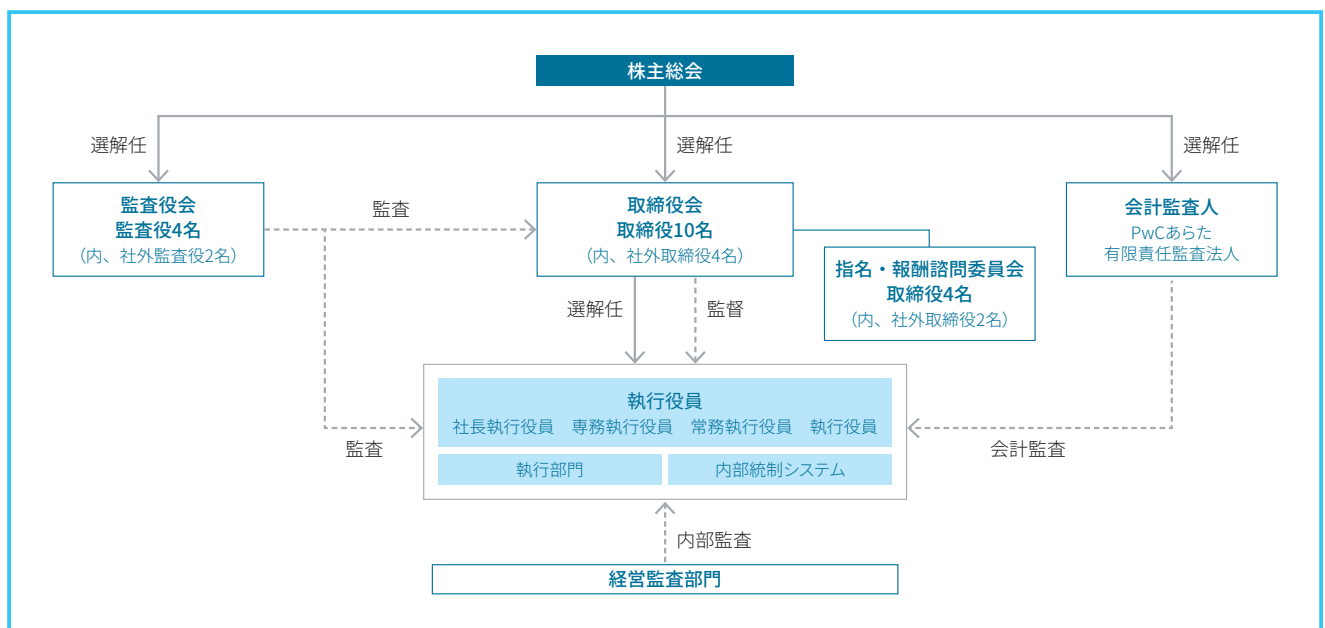 株主総会
選解任
選解任
選解任
監査役会
監査役4名
（内、社外監査役2名）
監査
取締役会
取締役10名
（内、社外取締役4名）
会計監査人
PwCあらた
有限責任監査法人
指名・報酬諮問委員会
取締役4名
（内、社外取締役2名）
選解任
監督
執行役員
社長執行役員 専務執行役員 常務執行役員 執行役員
監査
会計監査
執行部門
内部統制システム
内部監査
経営監査部門